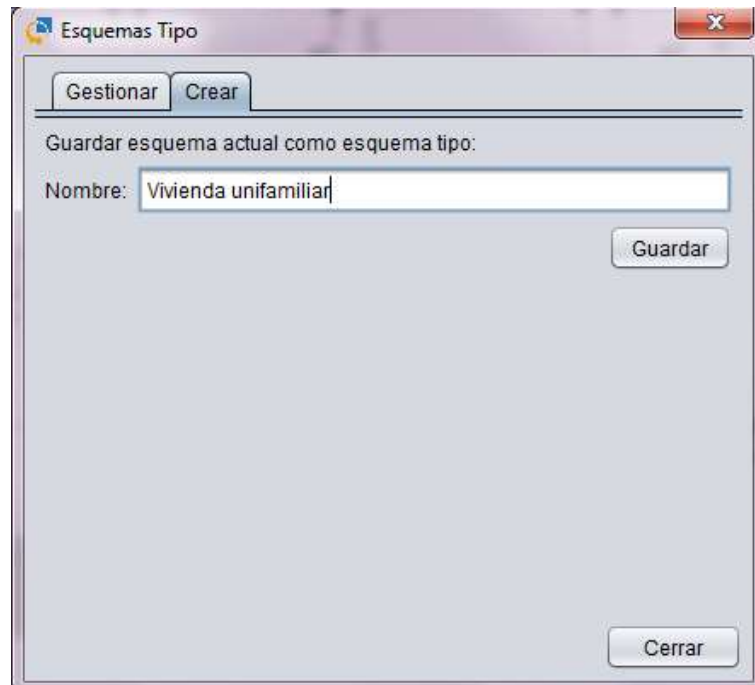 Esquemas Tipo
Gestionar Crear
Guardar esquema actual como esquema tipo:
Nombre: Vivienda unifamiliar
Guardar
Cerrar